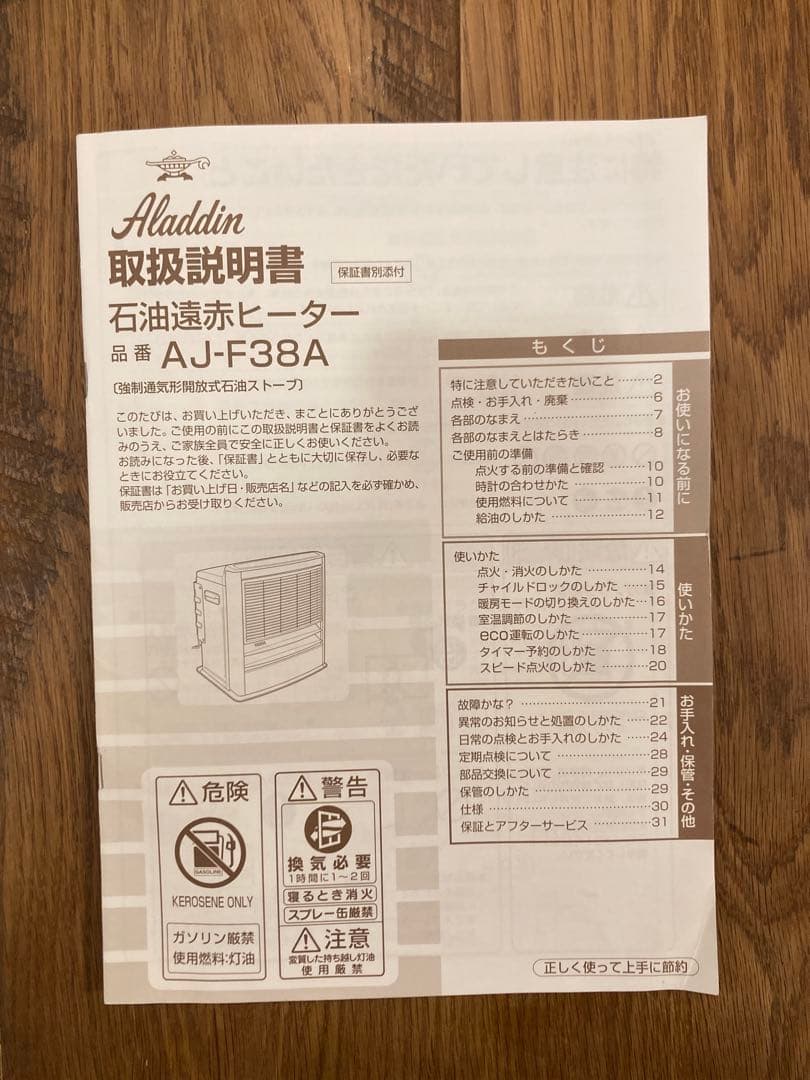 Aladdin
取扱説明書
保証書別添付
石油遠赤ヒーター
品番 AJ-F38A
〔強制通気形開放式石油ストーブ〕
このたびは、お買い上げいただき、まことにありがとうござ
いました。ご使用の前にこの取扱説明書と保証書をよくお読
みのうえ、ご家族全員で安全に正しくお使いください。
お読みになった後、「保証書」とともに大切に保存し、必要な
ときにお役立てください。
保証書は「お買い上げ日・販売店名」などの記入を必ず確かめ、
販売店からお受け取りください。
危険
GASOLINE
KEROSENE ONLY
ガソリン厳禁
使用燃料:灯油
警告
換気必要
1時間に1〜2回
寝るとき消火
スプレー缶厳禁
注意
変質した持ち越し灯油
使用厳禁
もくじ
お使いになる前に
特に注意していただきたいこと………2
点検・お手入れ・廃棄………………6
各部のなまえ………………………7
各部のなまえとはたらき……………8
ご使用前の準備
点火する前の準備と確認………10
時計の合わせかた………………10
使用燃料について………………11
給油のしかた……………………12
使いかた
使いかた
点火・消火のしかた……………14
チャイルドロックのしかた……15
暖房モードの切り換えのしかた…16
室温調節のしかた………………17
eco運転のしかた………………17
タイマー予約のしかた…………18
スピード点火のしかた…………20
お手入れ・保管・その他
故障かな?…………………………21
異常のお知らせと処置のしかた……22
日常の点検とお手入れのしかた……24
定期点検について…………………28
部品交換について…………………29
保管のしかた………………………29
仕様…………………………………30
保証とアフターサービス……………31
正しく使って上手に節約